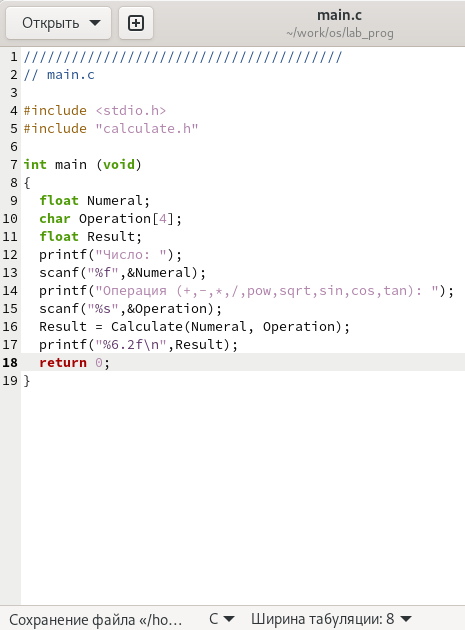 Открыть
main.c
~/work/os/lab_prog
1 ////////////////////////////////////////
2 // main.c
3
4 #include <stdio.h>
5 #include "calculate.h"
6
7 int main (void)
8 {
9   float Numeral;
10   char Operation[4];
11   float Result;
12   printf("Число: ");
13   scanf("%f",&Numeral);
14   printf("Операция (+,-,*,/,pow,sqrt,sin,cos,tan): ");
15   scanf("%s",&Operation);
16   Result = Calculate(Numeral, Operation);
17   printf("%6.2f\n",Result);
18   return 0;
19 }
Сохранение файла «/ho… C Ширина табуляции: 8